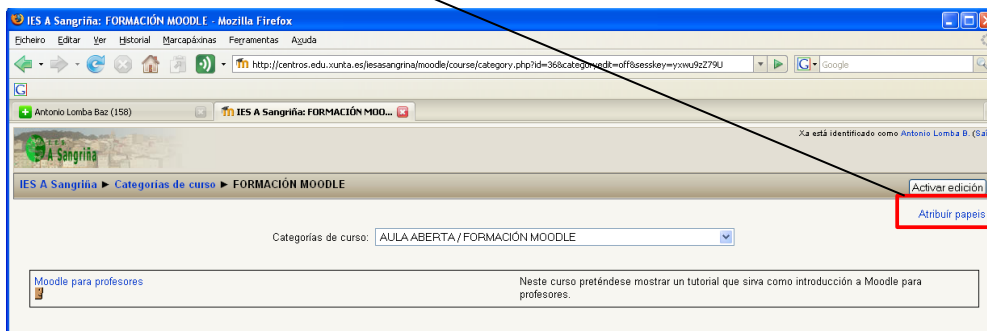 IES A Sangriña: FORMACIÓN MOODLE - Mozilla Firefox
Eicheiro Editar Ver Historial Marcapáxinas Ferramentas Axuda
http://centros.edu.xunta.es/iesasangrina/moodle/course/category.php?id=36&categoryedit=off&sesskey=yxwu9zZ79U
Google
Antonio Lomba Baz (158)
IES A Sangriña: FORMACIÓN MOO...
Xa está identificado como Antonio Lomba B. (Saí
IES
A Sangriña
IES A Sangriña ► Categorías de curso ► FORMACIÓN MOODLE
Activar edición
Atribuír papeis
Categorías de curso: AULA ABERTA / FORMACIÓN MOODLE
Moodle para profesores
Neste curso preténdese mostrar un tutorial que sirva como introdución a Moodle para
profesores.